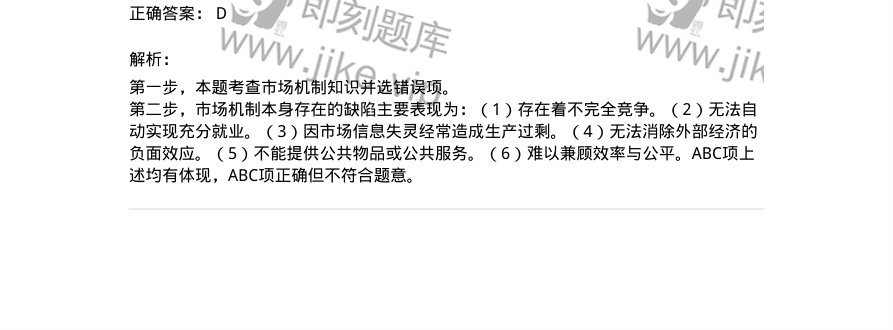 正确答案： D
即刻题库
www.jike.vip
解析：
第一步，本题考查市场机制知识并选错误项。
第二步，市场机制本身存在的缺陷主要表现为：（1）存在着不完全竞争。（2）无法自
动实现充分就业。（3）因市场信息失灵经常造成生产过剩。（4）无法消除外部经济的
负面效应。（5）不能提供公共物品或公共服务。（6）难以兼顾效率与公平。ABC项上
述均有体现，ABC项正确但不符合题意。